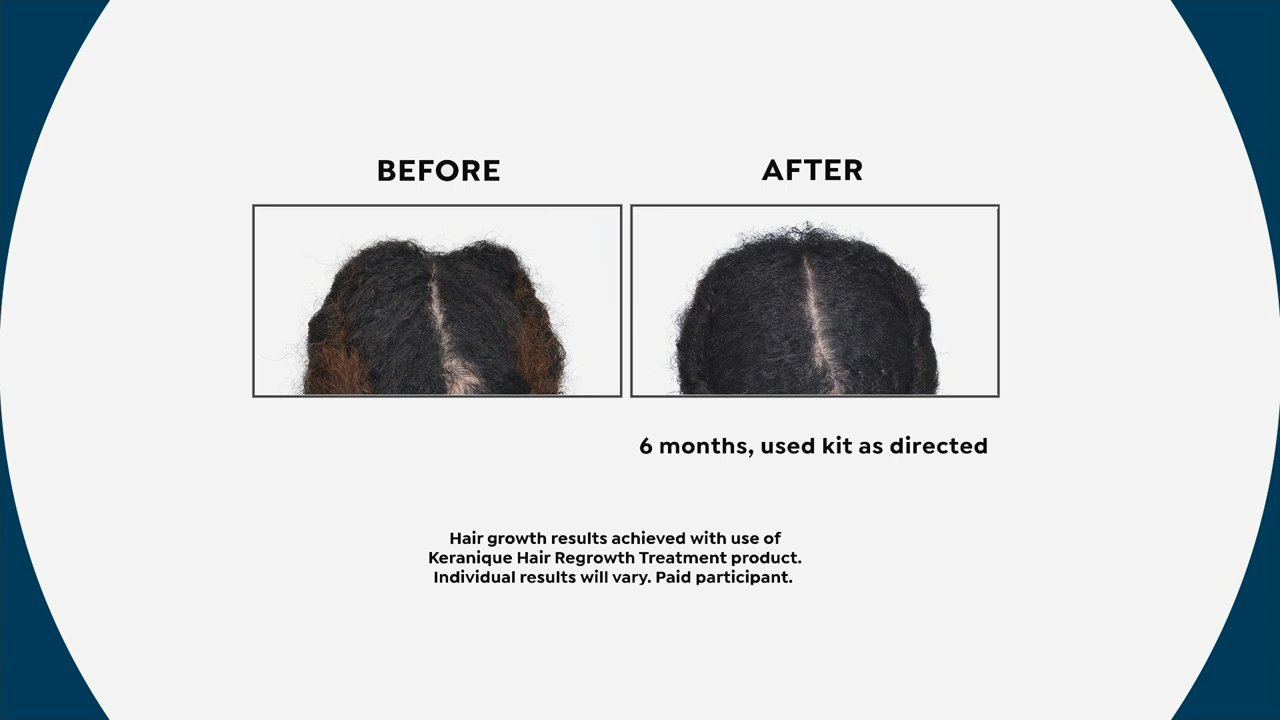 BEFORE
AFTER
6 months, used kit as directed
Hair growth results achieved with use of
Keranique Hair Regrowth Treatment product.
Individual results will vary. Paid participant.